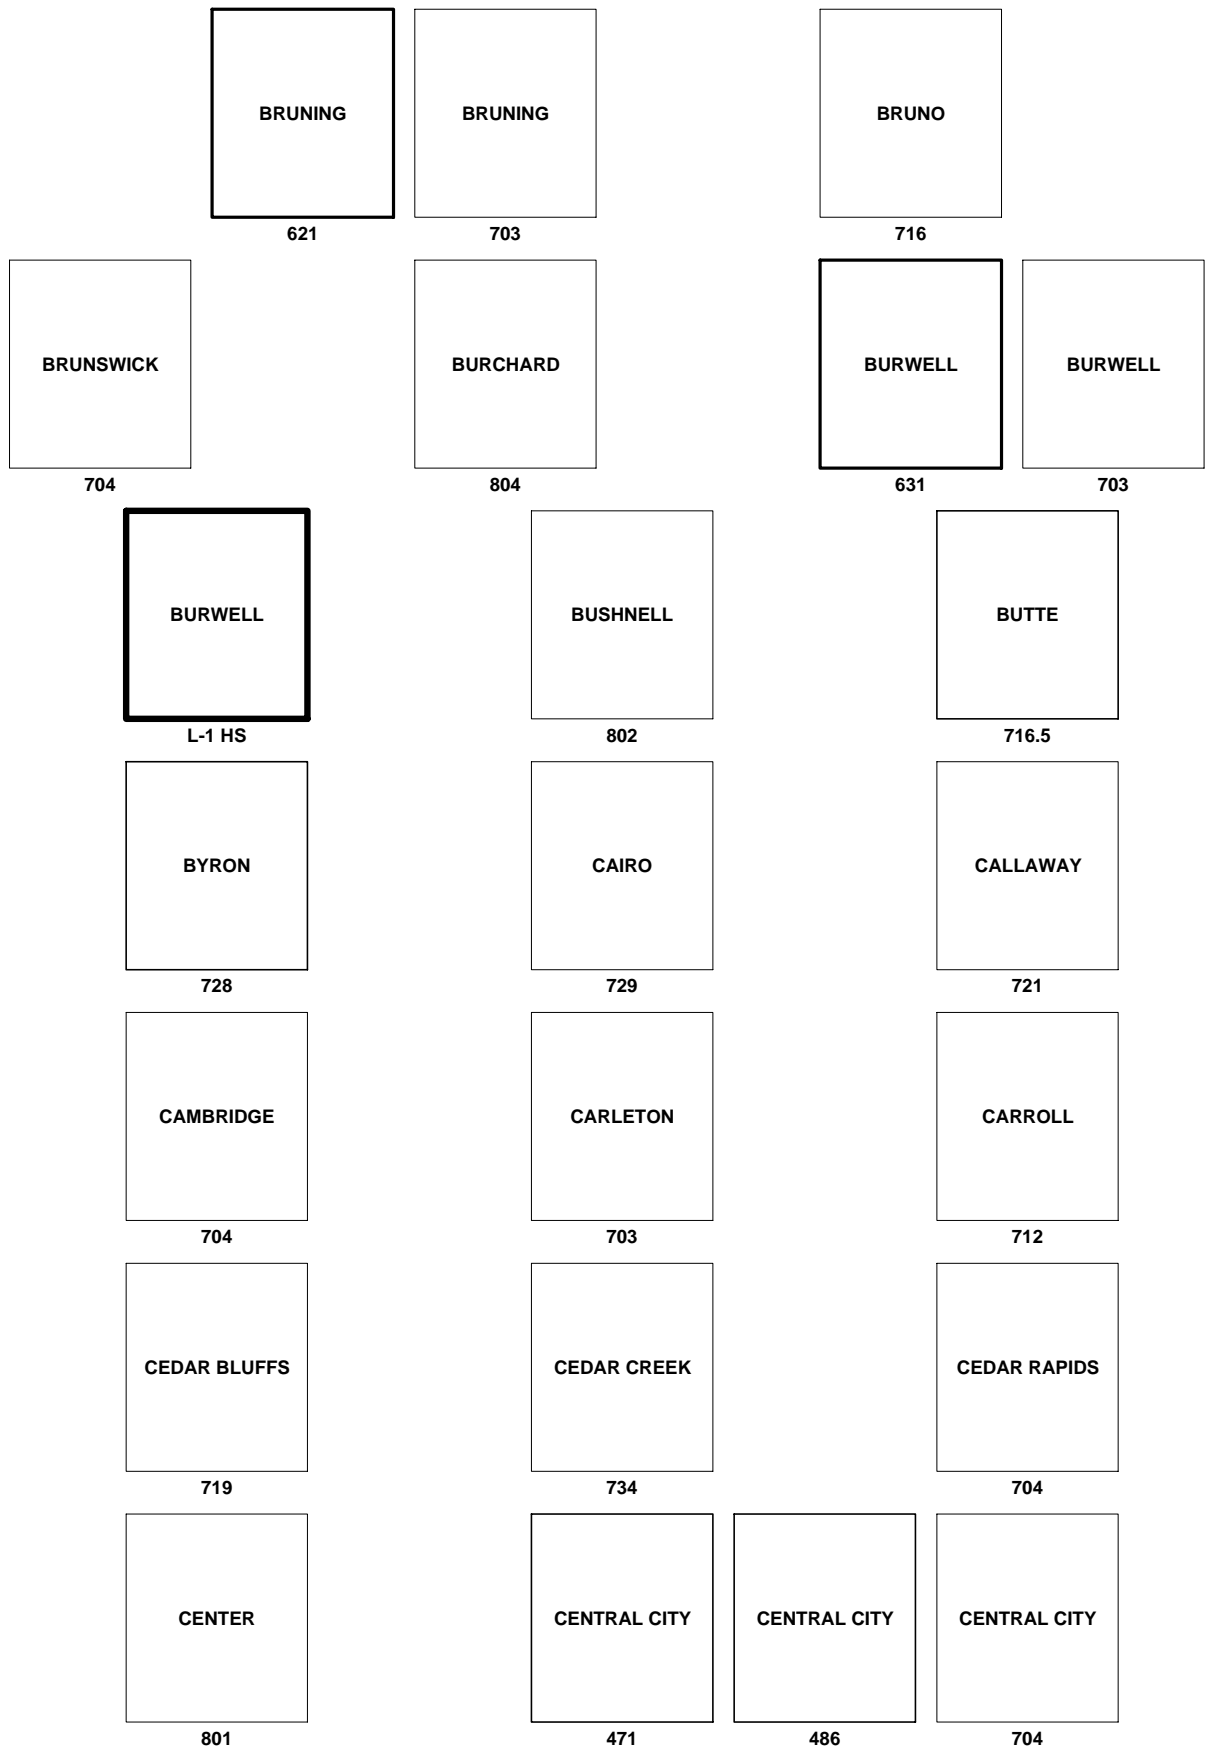 BRUNING BRUNING BRUNO
621 703 716
BRUNSWICK BURCHARD BURWELL BURWELL
704 804 631 703
BURWELL BUSHNELL BUTTE
L-1 HS 802 716.5
BYRON CAIRO CALLAWAY
728 729 721
CAMBRIDGE CARLETON CARROLL
704 703 712
CEDAR BLUFFS CEDAR CREEK CEDAR RAPIDS
719 734 704
CENTER CENTRAL CITY CENTRAL CITY CENTRAL CITY
801 471 486 704